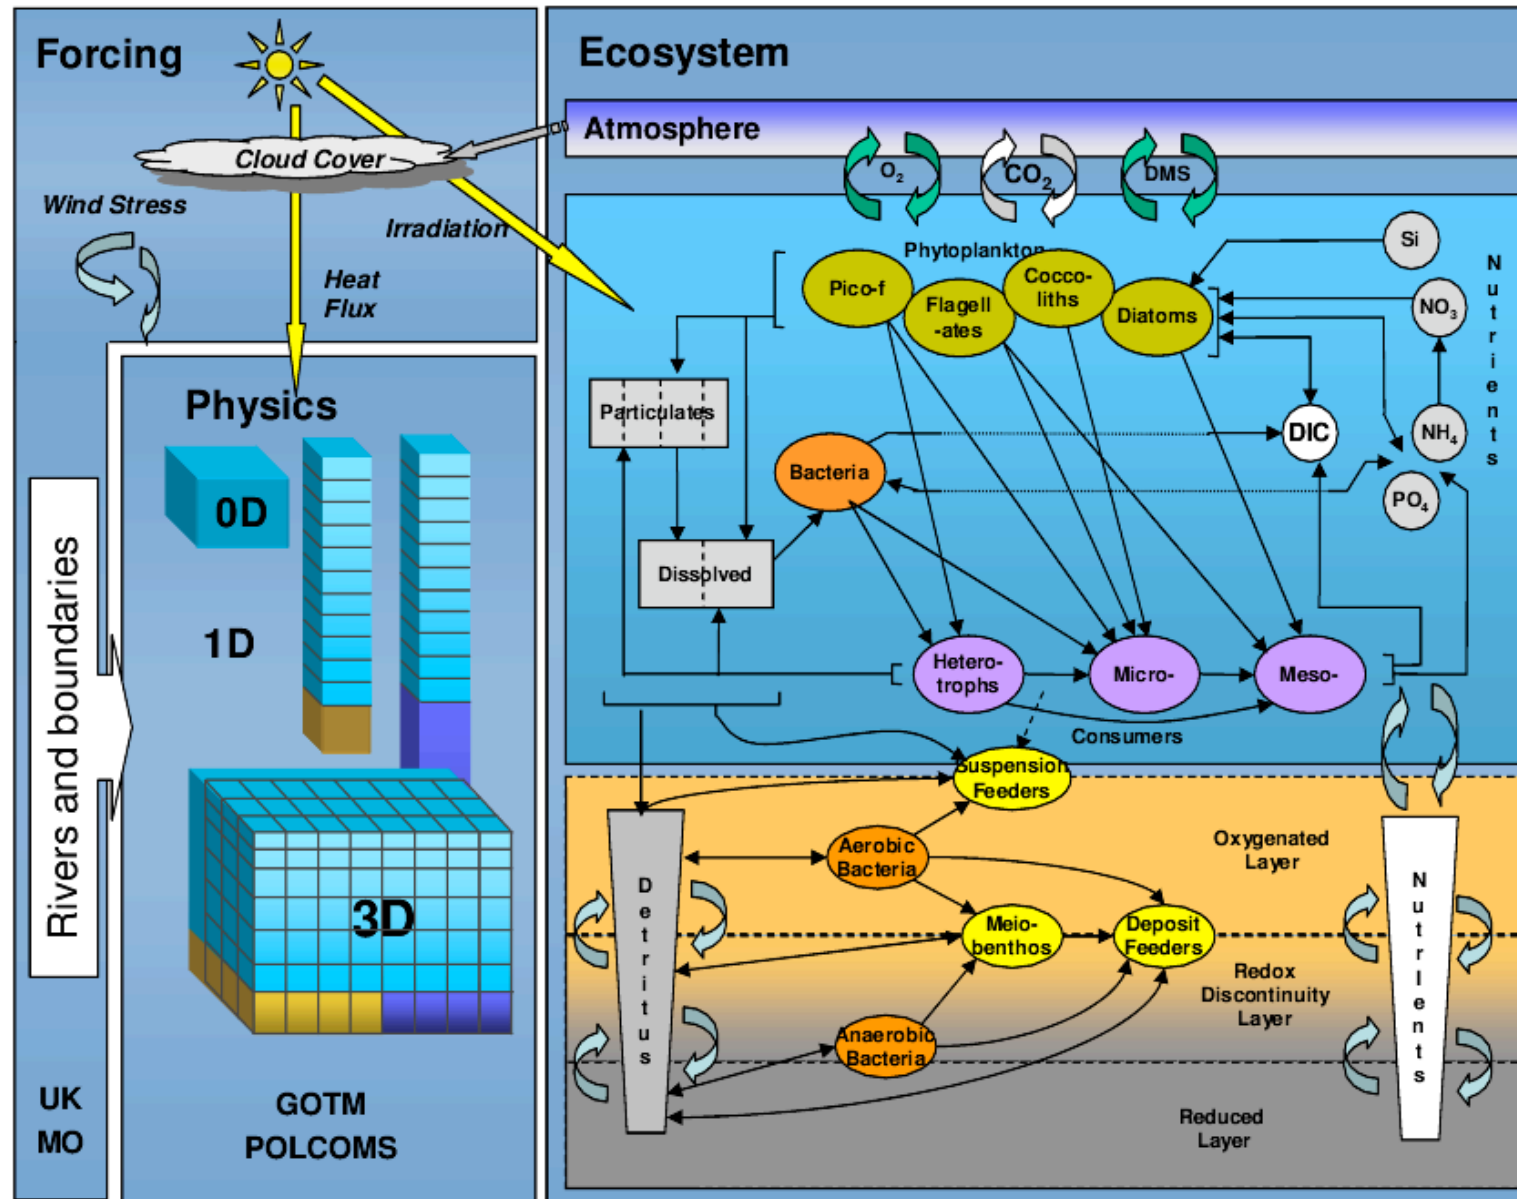 Forcing
Cloud Cover
Wind Stress
Irradiation
Heat
Flux
Rivers and boundaries
UK
MO
Physics
0D
1D
3D
GOTM
POLCOMS
Ecosystem
Atmosphere
O2
CO2
DMS
Phytoplankton
Pico-f
Flagell
-ates
Cocco-
liths
Diatoms
Si
NO3
NH4
PO4
Nutrients
DIC
Particulates
Bacteria
Dissolved
Hetero-
trophs
Micro-
Meso-
Consumers
Suspension
Feeders
Aerobic
Bacteria
Meio-
benthos
Deposit
Feeders
Anaerobic
Bacteria
Detritus
Oxygenated
Layer
Redox
Discontinuity
Layer
Reduced
Layer
NutrIents